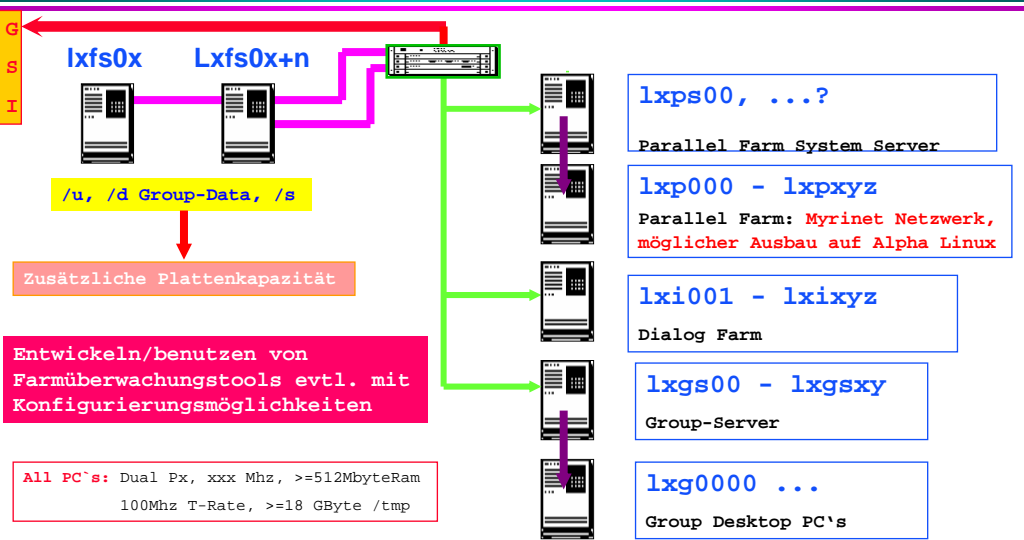 G
S
I
lxfs0x
Lxfs0x+n
/u, /d Group-Data, /s
Zusätzliche Plattenkapazität
Entwickeln/benutzen von
Farmüberwachungstools evtl. mit
Konfigurierungsmöglichkeiten
All PC`s: Dual Px, xxx Mhz, >=512MbyteRam
100Mhz T-Rate, >=18 GByte /tmp
lxps00, ...?
Parallel Farm System Server
lxp000 - lxpxyz
Parallel Farm: Myrinet Netzwerk,
möglicher Ausbau auf Alpha Linux
lxi001 - lxixyz
Dialog Farm
lxgs00 - lxgsxy
Group-Server
lxg0000 ...
Group Desktop PC‘s